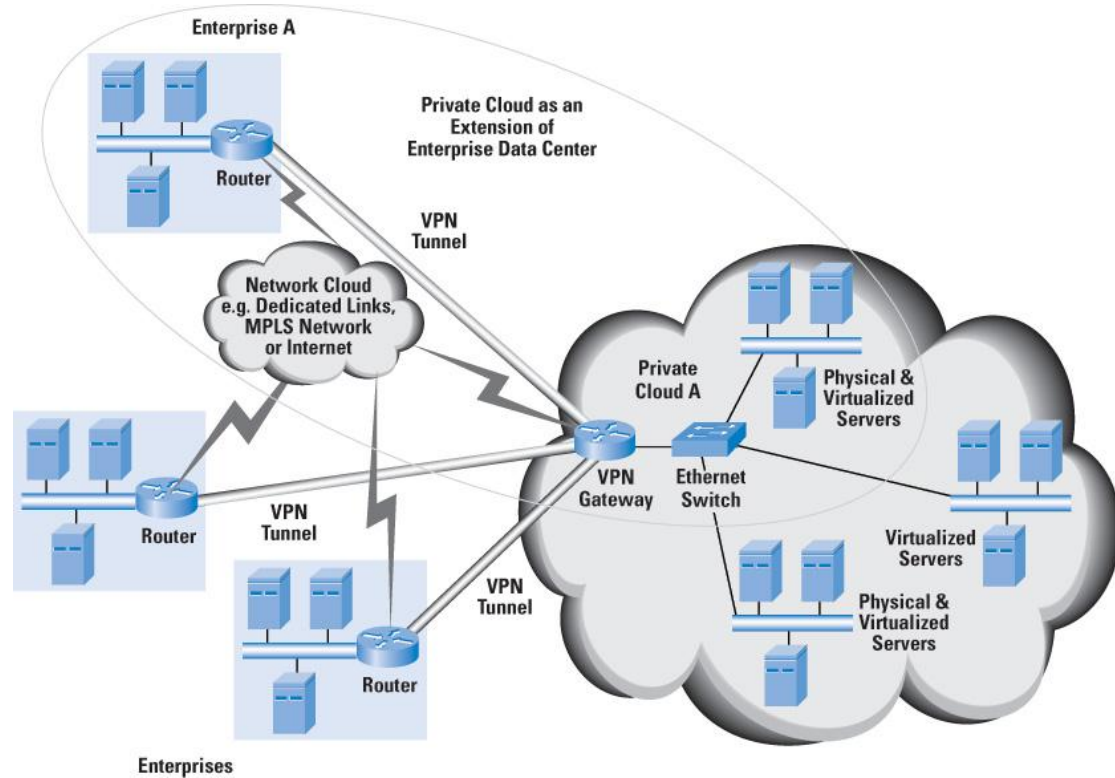 Enterprise A
Private Cloud as an
Extension of
Enterprise Data Center
Router
VPN
Tunnel
Network Cloud
e.g. Dedicated Links,
MPLS Network
or Internet
Private
Cloud A
Physical &
Virtualized
Servers
VPN
Gateway
Ethernet
Switch
Router
VPN
Tunnel
Virtualized
Servers
VPN
Tunnel
Physical &
Virtualized
Servers
Router
Enterprises